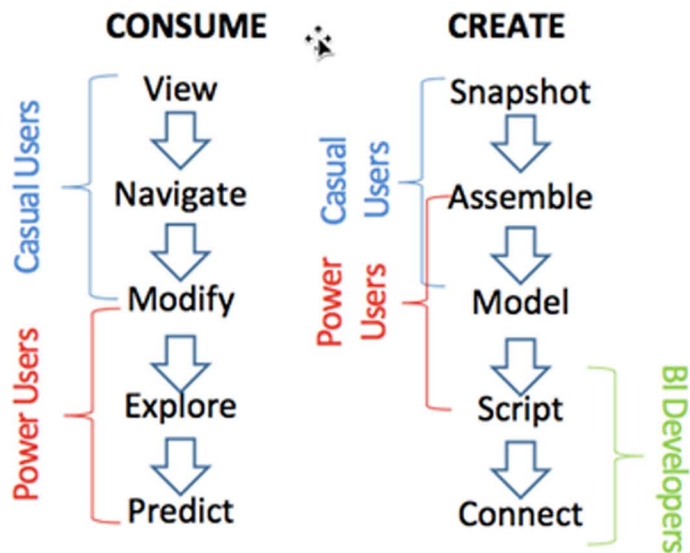 CONSUME
CREATE
View
Navigate
Modify
Explore
Predict
Casual Users
Power Users
Snapshot
Assemble
Model
Script
Connect
Casual
Users
Power
Users
BI Developers